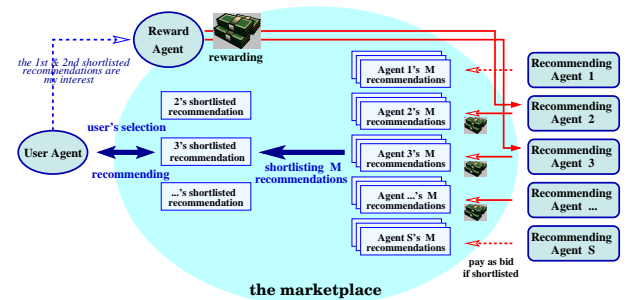 Reward
Agent
rewarding
the 1st & 2nd shortlisted
recommendations are
my interest
User Agent
user's selection
recommending
2's shortlisted
recommendation
3's shortlisted
recommendation
...'s shortlisted
recommendation
shortlisting M
recommendations
Agent 1's M
recommendations
Agent 2's M
recommendations
Agent 3's M
recommendations
Agent ...'s M
recommendations
Agent S's M
recommendations
Recommending
Agent 1
Recommending
Agent 2
Recommending
Agent 3
Recommending
Agent ...
Recommending
Agent S
pay as bid
if shortlisted
the marketplace